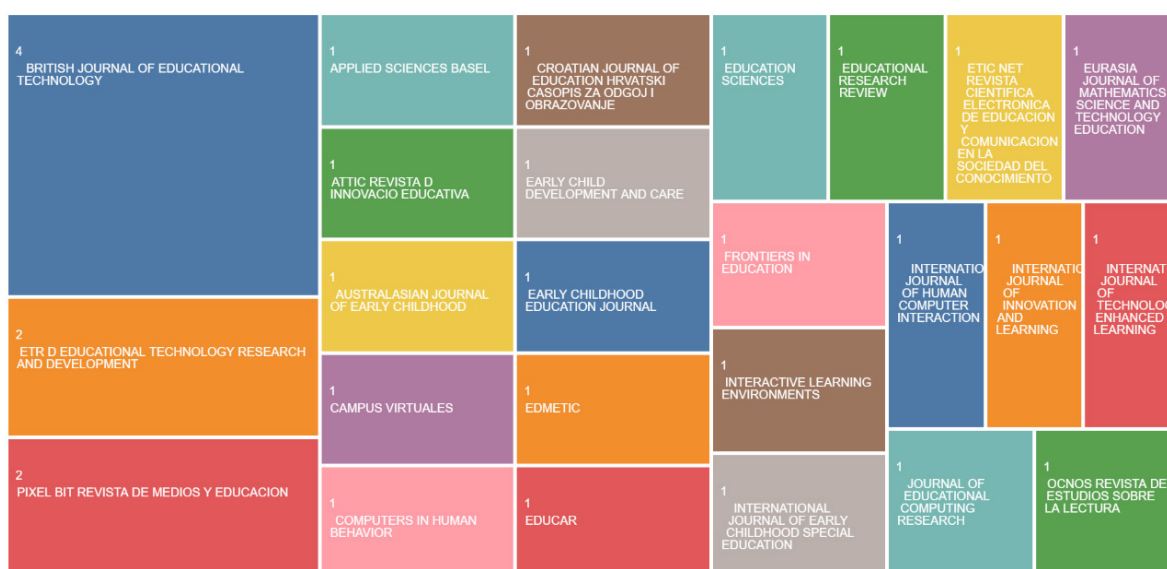 4
BRITISH JOURNAL OF EDUCATIONAL
TECHNOLOGY
2
ETR D EDUCATIONAL TECHNOLOGY RESEARCH
AND DEVELOPMENT
2
PIXEL BIT REVISTA DE MEDIOS Y EDUCACION
1
APPLIED SCIENCES BASEL
1
ATTIC REVISTA D
INNOVACIO EDUCATIVA
1
AUSTRALASIAN JOURNAL
OF EARLY CHILDHOOD
1
CAMPUS VIRTUALES
1
COMPUTERS IN HUMAN
BEHAVIOR
1
CROATIAN JOURNAL OF
EDUCATION HRVATSKI
CASOPIS ZA ODGOJ I
OBRAZOVANJE
1
EARLY CHILD
DEVELOPMENT AND CARE
1
EARLY CHILDHOOD
EDUCATION JOURNAL
1
EDMETIC
1
EDUCAR
1
EDUCATION
SCIENCES
1
EDUCATIONAL
RESEARCH
REVIEW
1
ETIC NET
REVISTA
CIENTIFICA
ELECTRONICA
DE EDUCACION
Y
COMUNICACION
EN LA
SOCIEDAD DEL
CONOCIMIENTO
1
EURASIA
JOURNAL OF
MATHEMATICS
SCIENCE AND
TECHNOLOGY
EDUCATION
1
FRONTIERS IN
EDUCATION
1
INTERACTIVE LEARNING
ENVIRONMENTS
1
INTERNATIONAL
JOURNAL OF EARLY
CHILDHOOD SPECIAL
EDUCATION
1
INTERNATIO
JOURNAL
OF HUMAN
COMPUTER
INTERACTION
1
INTERNATIO
JOURNAL
OF
INNOVATION
AND
LEARNING
1
INTERNAT
JOURNAL
OF
TECHNOLOG
ENHANCED
LEARNING
1
JOURNAL OF
EDUCATIONAL
COMPUTING
RESEARCH
1
OCNOS REVISTA DE
ESTUDIOS SOBRE
LA LECTURA